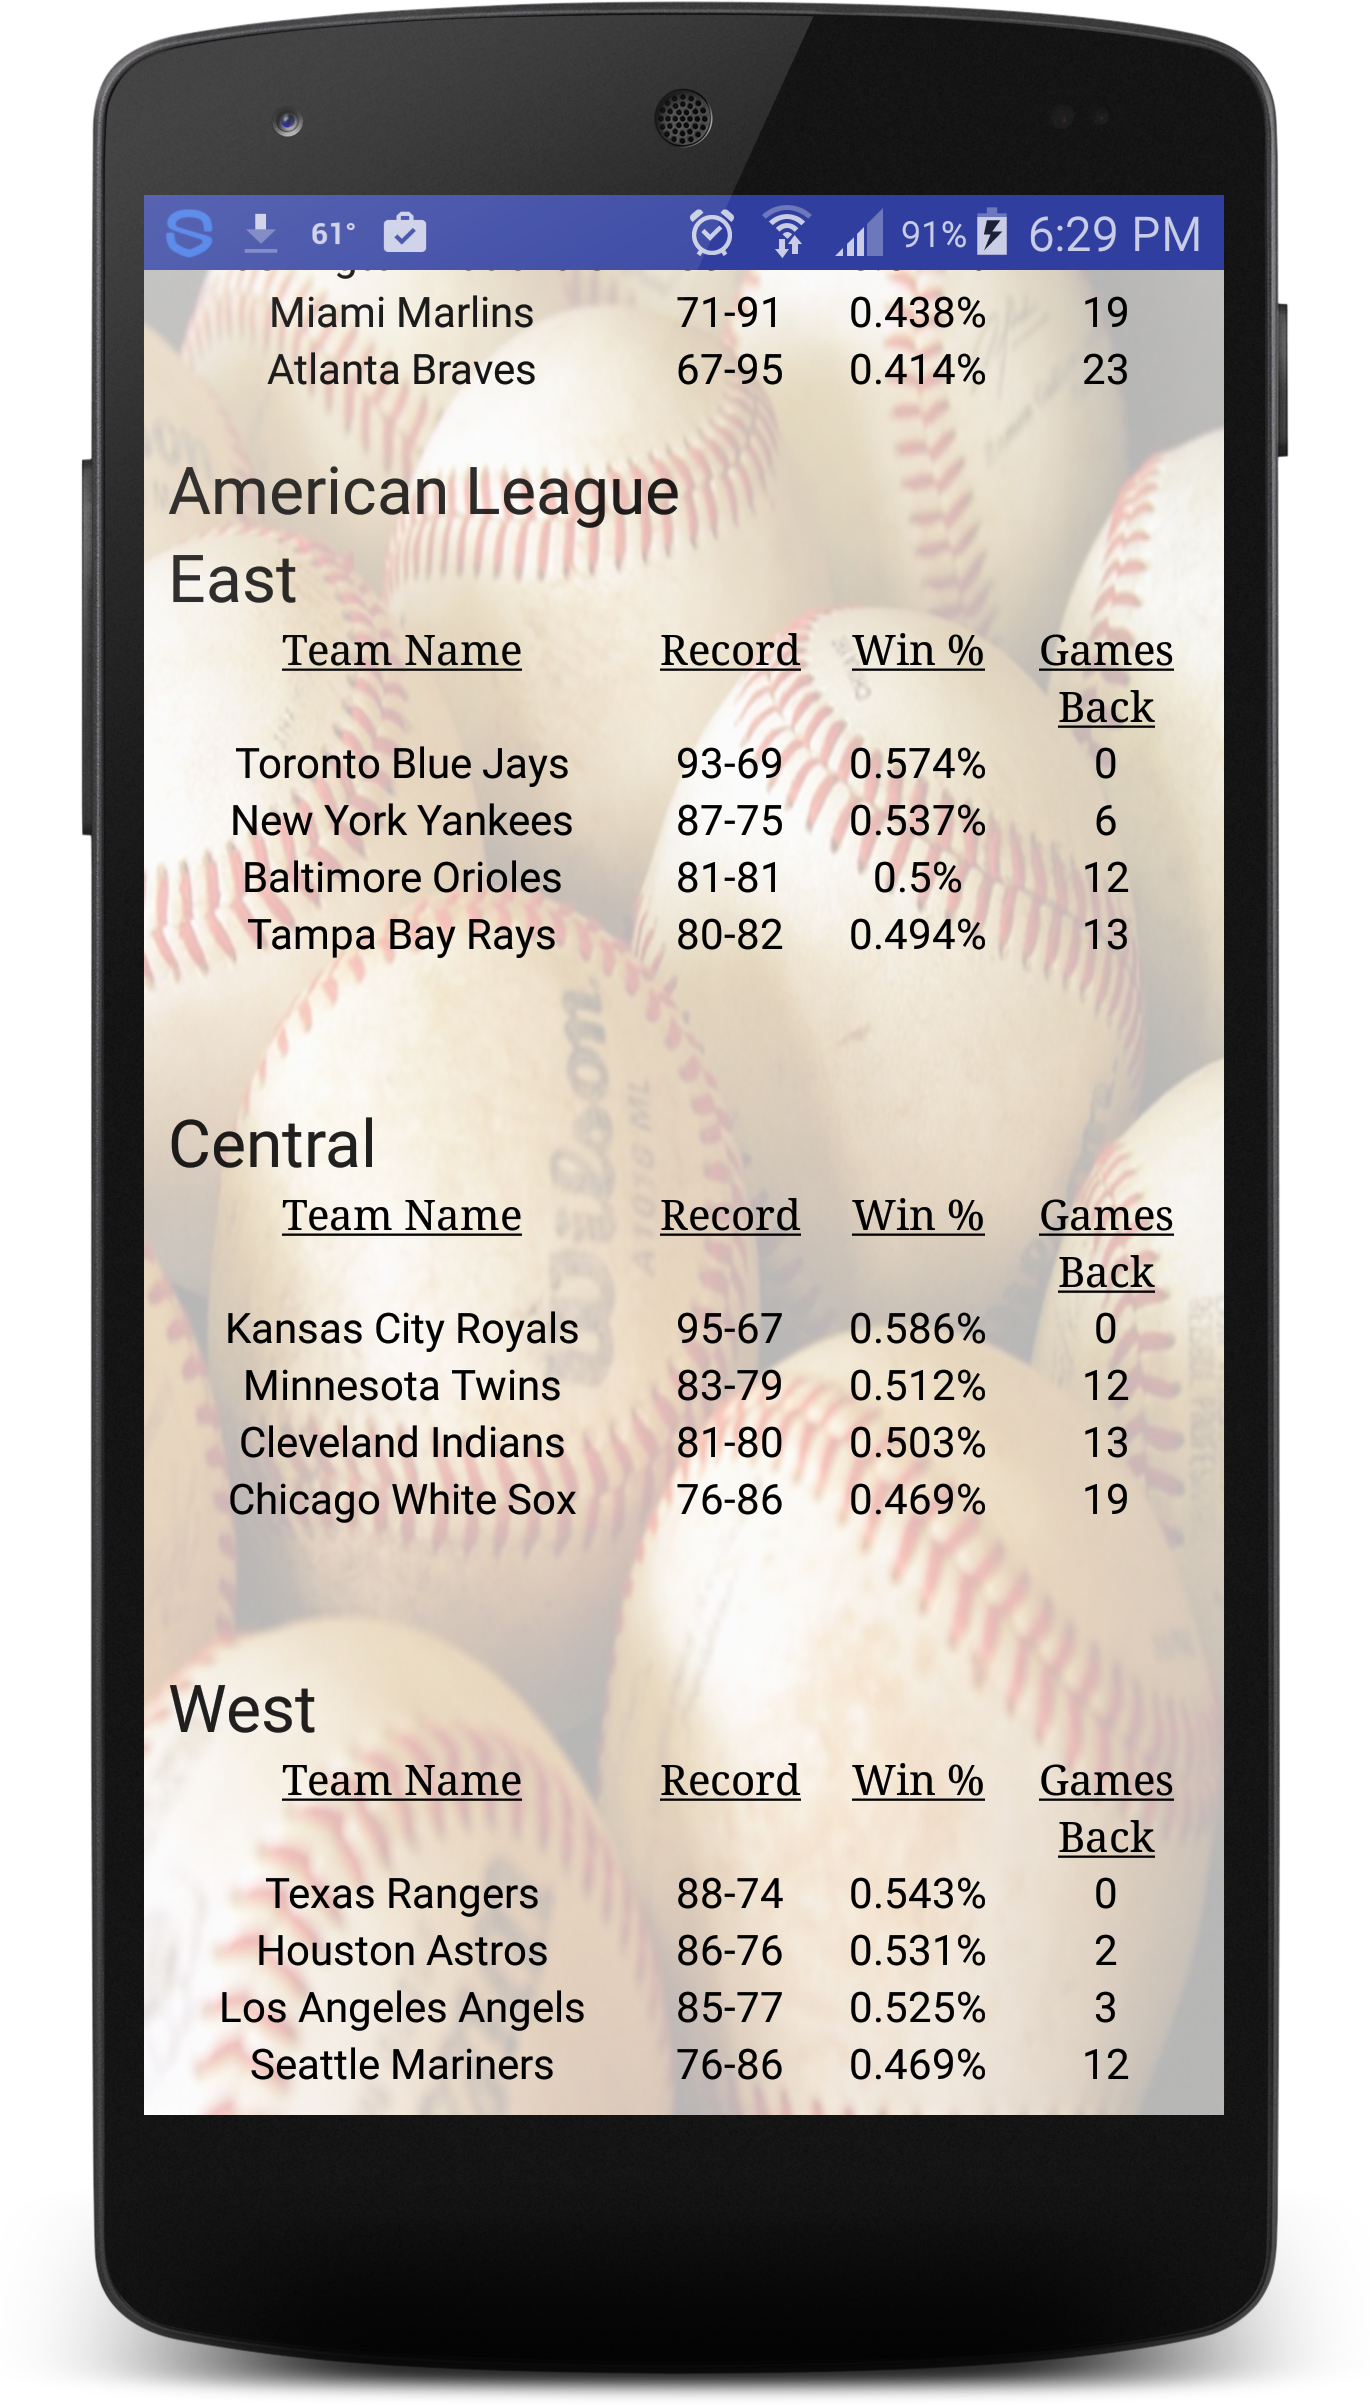 61°
91%
6:29 PM
Miami Marlins 71-91 0.438% 19
Atlanta Braves 67-95 0.414% 23
American League
East
Team Name Record Win % Games
Back
Toronto Blue Jays 93-69 0.574% 0
New York Yankees 87-75 0.537% 6
Baltimore Orioles 81-81 0.5% 12
Tampa Bay Rays 80-82 0.494% 13
Wilson
A1010 ML
Central
Team Name Record Win % Games
Back
Kansas City Royals 95-67 0.586% 0
Minnesota Twins 83-79 0.512% 12
Cleveland Indians 81-80 0.503% 13
Chicago White Sox 76-86 0.469% 19
West
Team Name Record Win % Games
Back
Texas Rangers 88-74 0.543% 0
Houston Astros 86-76 0.531% 2
Los Angeles Angels 85-77 0.525% 3
Seattle Mariners 76-86 0.469% 12